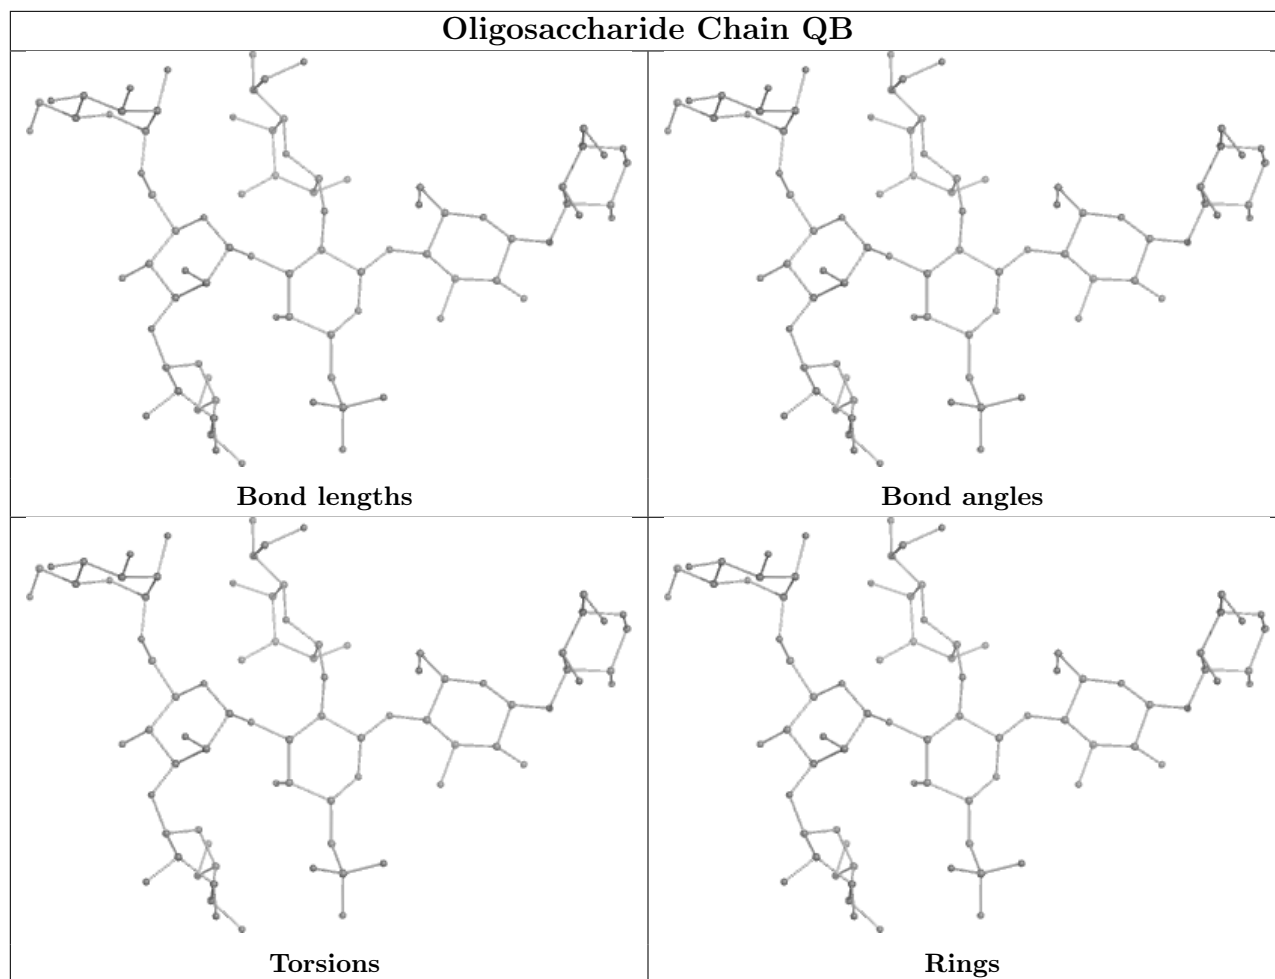 Oligosaccharide Chain QB
Bond lengths
Bond angles
Torsions
Rings